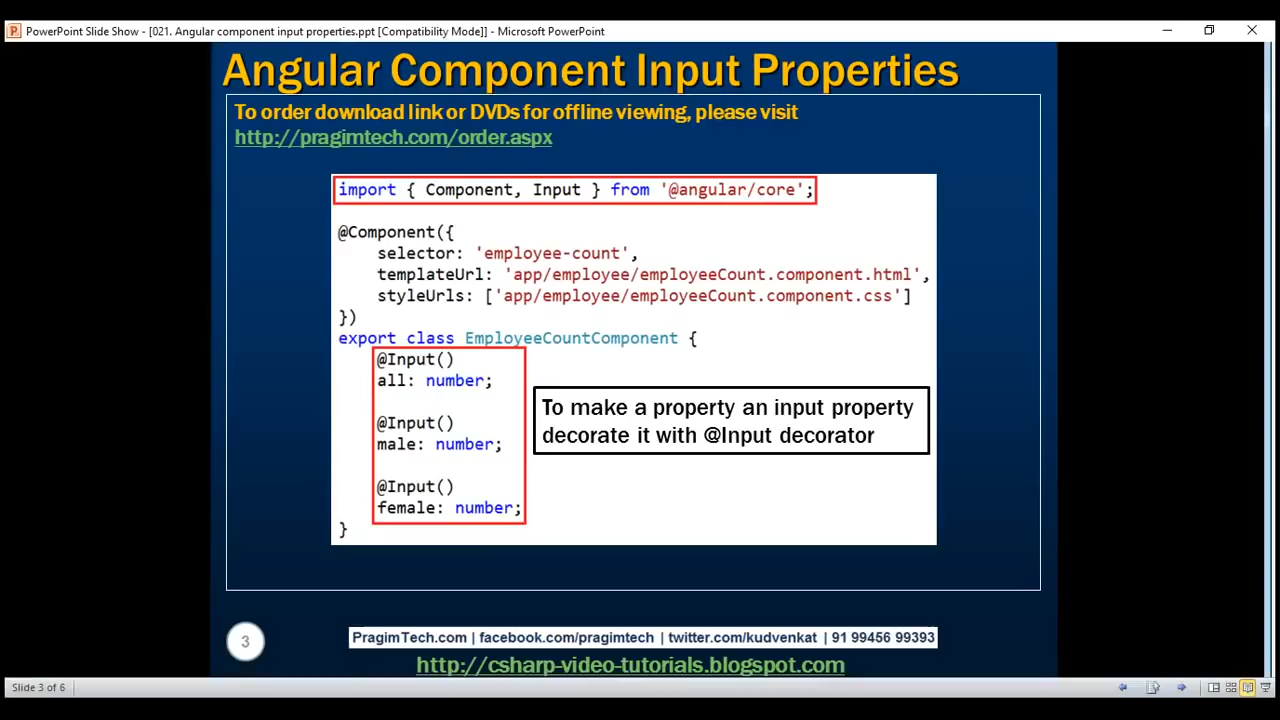 PowerPoint Slide Show - [021. Angular component input properties.ppt [Compatibility Mode]] - Microsoft PowerPoint
Angular Component Input Properties
To order download link or DVDs for offline viewing, please visit
http://pragimtech.com/order.aspx
import { Component, Input } from '@angular/core';
@Component({
selector: 'employee-count',
templateUrl: 'app/employee/employeeCount.component.html',
styleUrls: ['app/employee/employeeCount.component.css']
})
export class EmployeeCountComponent {
@Input()
all: number;
@Input()
male: number;
@Input()
female: number;
}
To make a property an input property
decorate it with @Input decorator
3
PragimTech.com | facebook.com/pragimtech | twitter.com/kudvenkat | 91 99456 99393
http://csharp-video-tutorials.blogspot.com
Slide 3 of 6